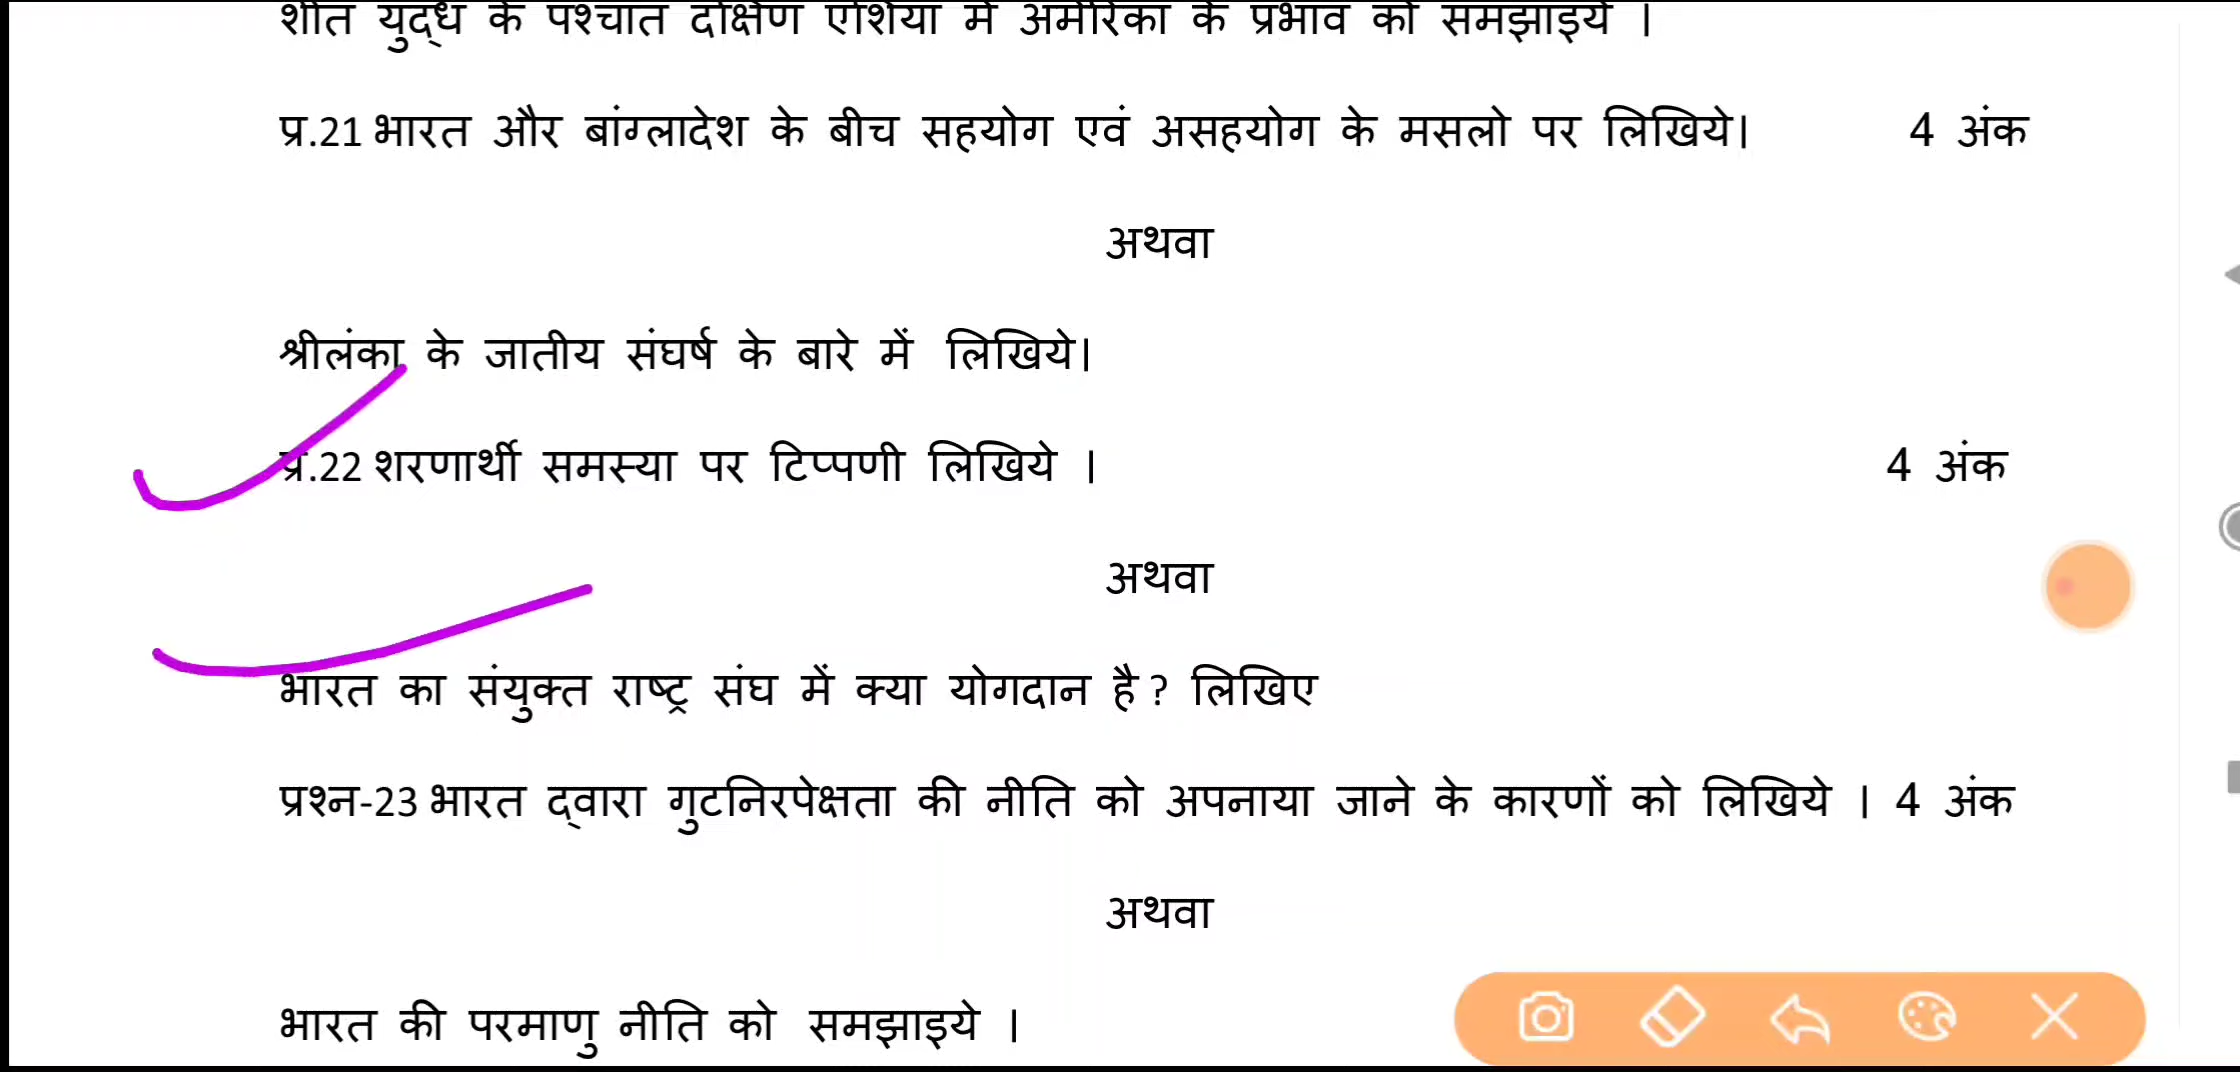 शीत युद्ध के पश्चात दक्षिण एशिया में अमेरिका के प्रभाव को समझाइये ।
प्र.21 भारत और बांग्लादेश के बीच सहयोग एवं असहयोग के मसलो पर लिखिये। 4 अंक
अथवा
श्रीलंका के जातीय संघर्ष के बारे में लिखिये।
प्र.22 शरणार्थी समस्या पर टिप्पणी लिखिये । 4 अंक
अथवा
भारत का संयुक्त राष्ट्र संघ में क्या योगदान है? लिखिए
प्रश्न-23 भारत द्वारा गुटनिरपेक्षता की नीति को अपनाया जाने के कारणों को लिखिये । 4 अंक
अथवा
भारत की परमाणु नीति को समझाइये ।